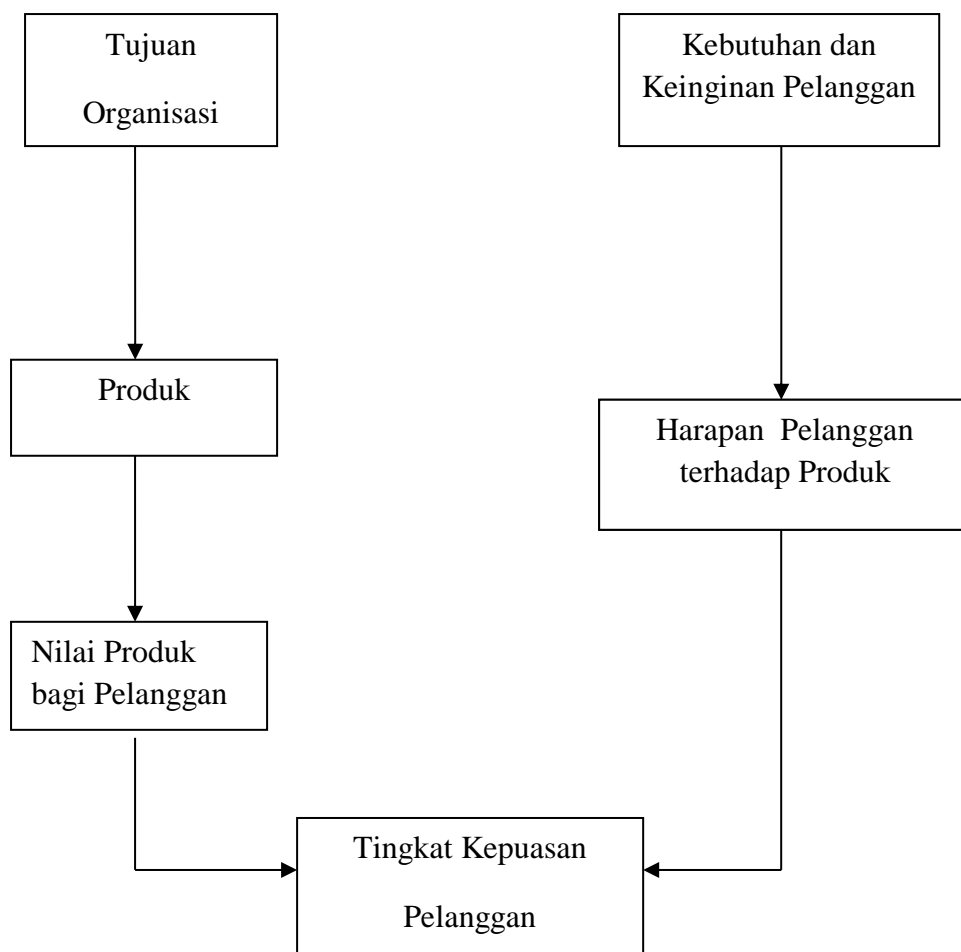 Tujuan
Organisasi
Kebutuhan dan
Keinginan Pelanggan
Produk
Harapan Pelanggan
terhadap Produk
Nilai Produk
bagi Pelanggan
Tingkat Kepuasan
Pelanggan